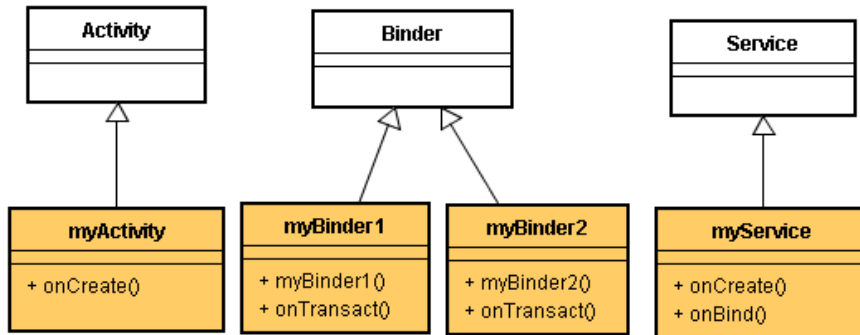 Activity
Binder
Service
myActivity
+ onCreate()
myBinder1
+ myBinder1()
+ onTransact()
myBinder2
+ myBinder2()
+ onTransact()
myService
+ onCreate()
+ onBind()